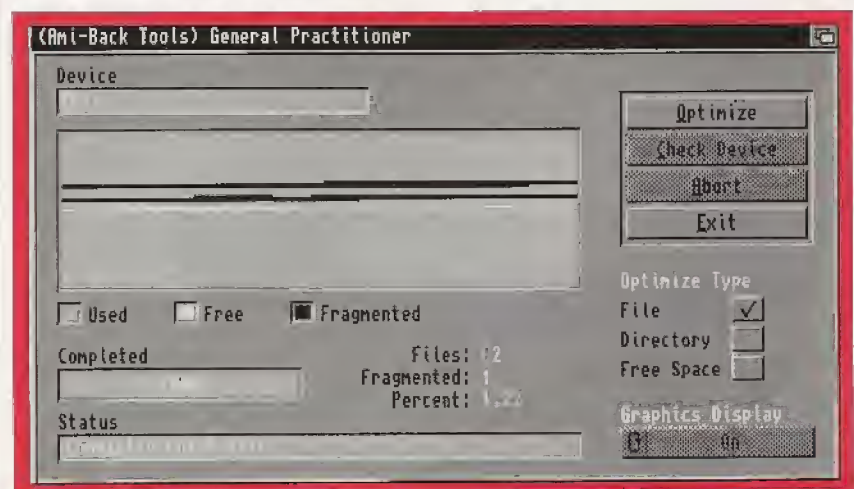 (Ami-Back Tools) General Practitioner
Device
Optimize
Check Device
Abort
Exit
Used
Free
Fragmented
Optimize Type
File
Directory
Free Space
Completed
Files:
Fragmented: 1
Percent:
Status
Graphics Display
On